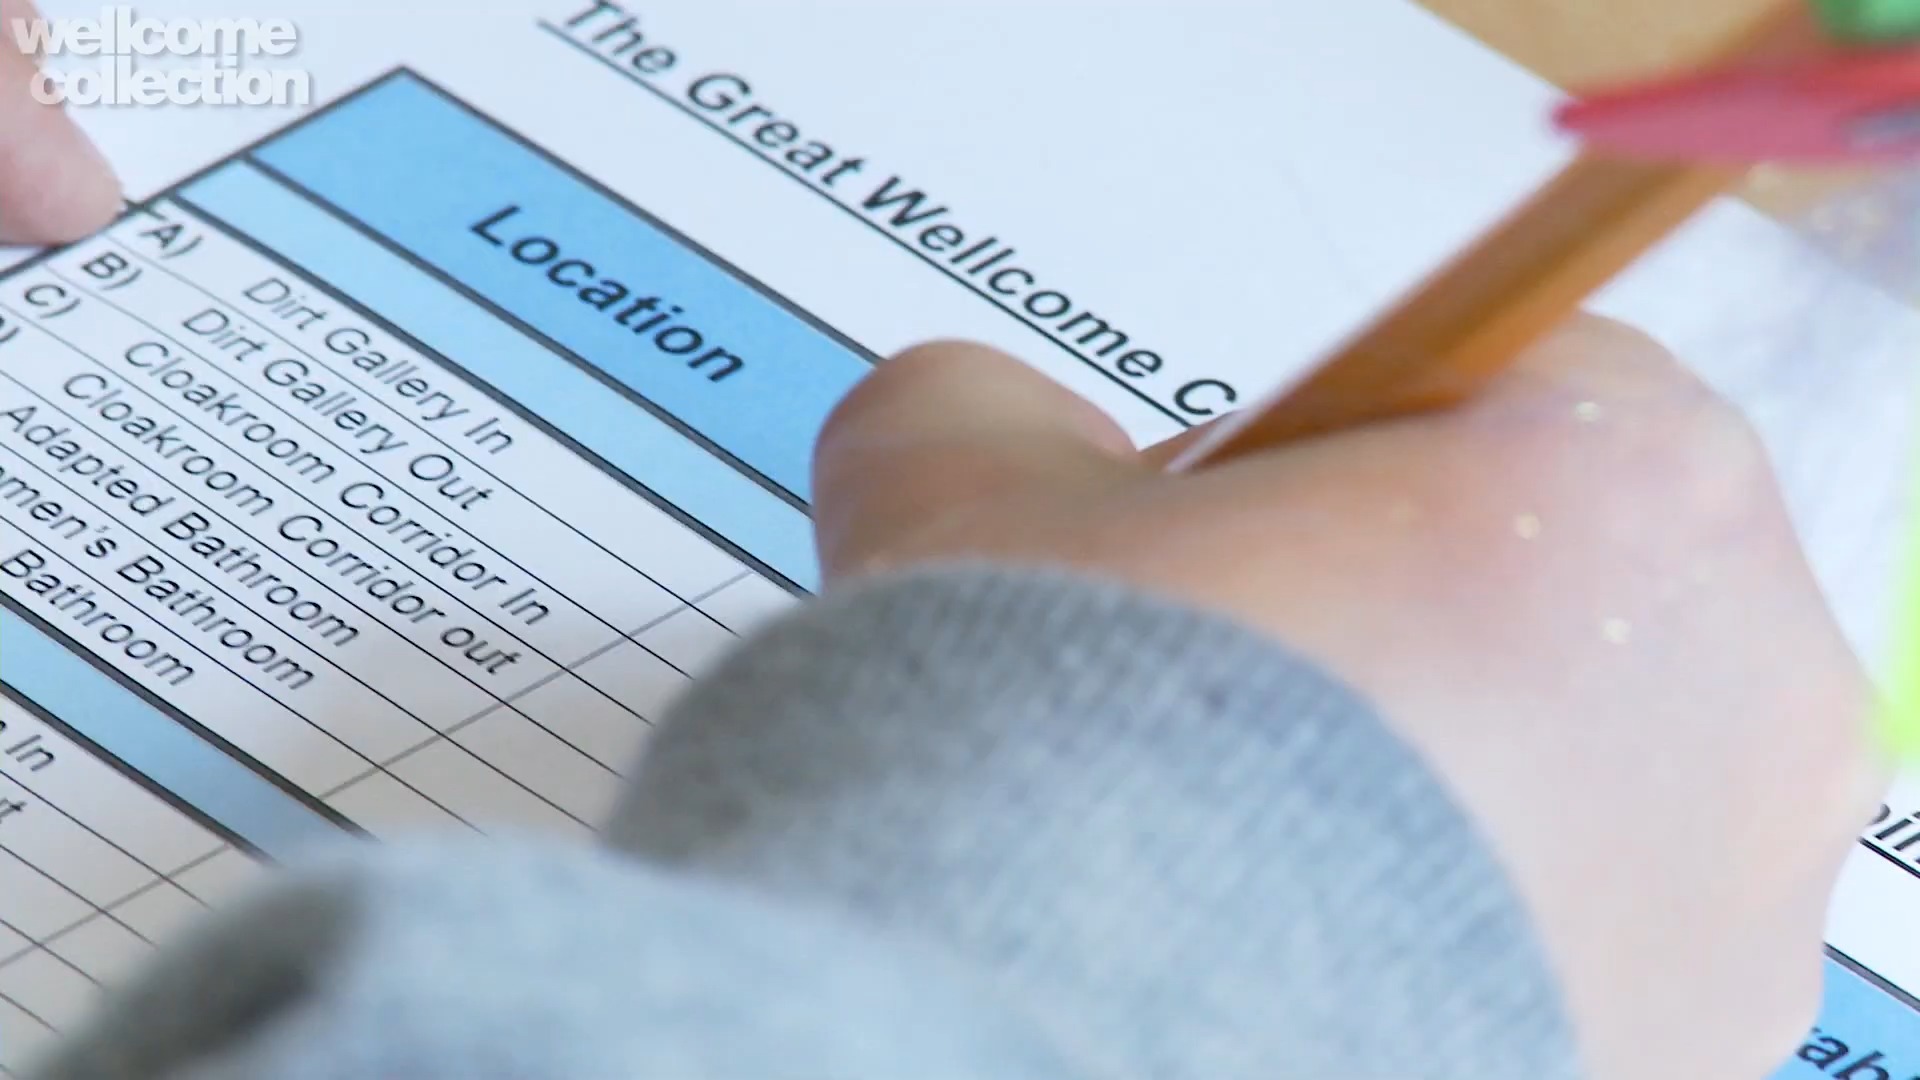 wellcome
collection
The Great Wellcome C
Location
A) Dirt Gallery In
B) Dirt Gallery Out
C) Cloakroom Corridor In
Cloakroom Corridor out
Adapted Bathroom
omen's Bathroom
Bathroom
In